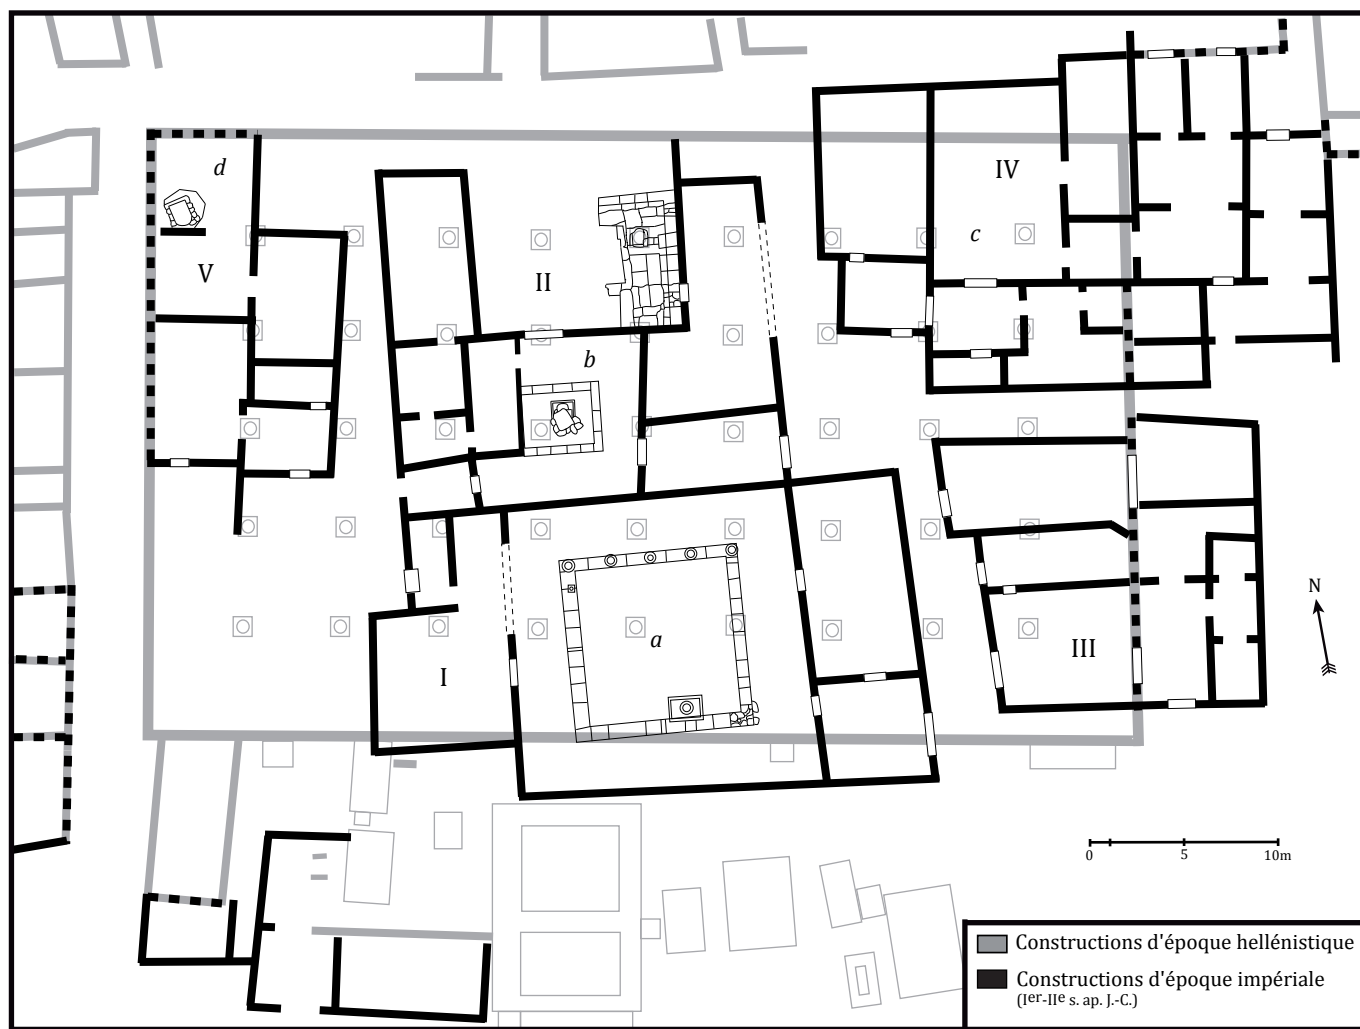 d
IV
c
V
II
b
N
a
III
I
0
5
10m
Constructions d'époque hellénistique
Constructions d'époque impériale
(Ier-IIe s. ap. J.-C.)